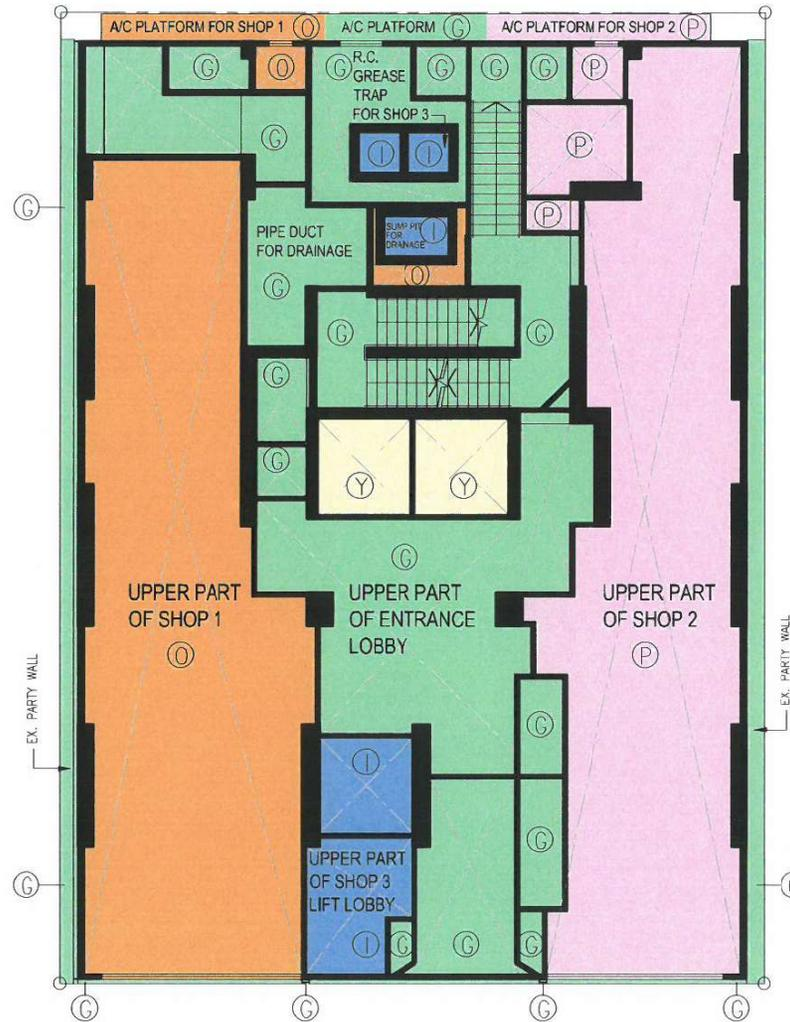 A/C PLATFORM FOR SHOP 1 O
A/C PLATFORM G
A/C PLATFORM FOR SHOP 2 P
G
O
G
R.C.
GREASE
TRAP
FOR SHOP 3
G
G
G
P
G
I
I
P
G
P
PIPE DUCT
FOR DRAINAGE
G
SUMP PIT
FOR
DRAINAGE
I
O
G
G
G
G
Y
Y
G
UPPER PART
OF SHOP 1
O
UPPER PART
OF ENTRANCE
LOBBY
UPPER PART
OF SHOP 2
P
EX. PARTY WALL
EX. PARTY WALL
G
I
G
UPPER PART
OF SHOP 3
LIFT LOBBY
I
G
G
G
G
G
G
G
G